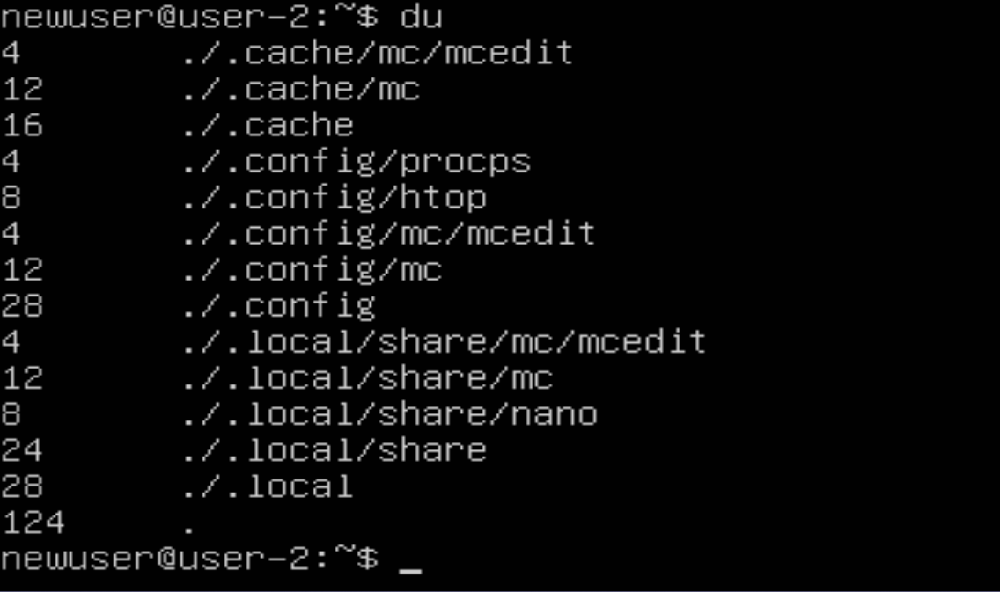 newuser@user-2:~$ du
4 ./.cache/mc/mcedit
12 ./.cache/mc
16 ./.cache
4 ./.config/procps
8 ./.config/htop
4 ./.config/mc/mcedit
12 ./.config/mc
28 ./.config
4 ./.local/share/mc/mcedit
12 ./.local/share/mc
8 ./.local/share/nano
24 ./.local/share
28 ./.local
124 .
newuser@user-2:~$ _